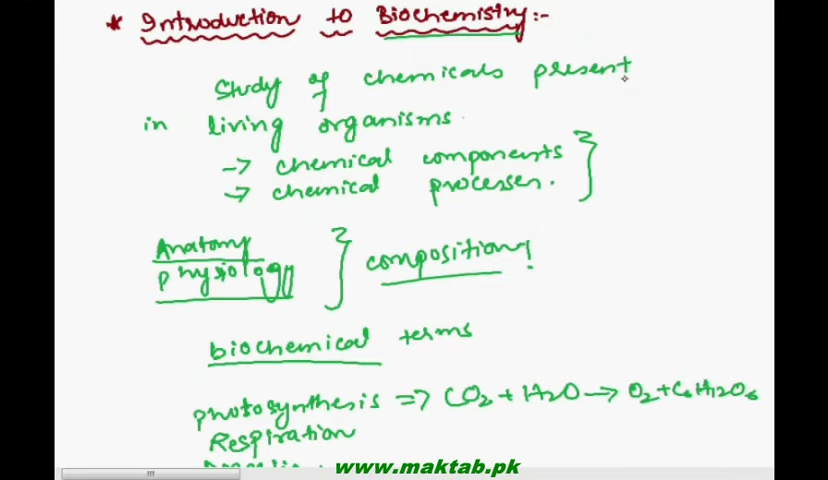 * Introduction to Biochemistry:-
Study of chemicals present
in living organisms.
-> chemical components
-> chemical processes.
Anatomy
physiology
composition!
biochemical terms
photosynthesis => CO2 + H2O -> O2 + C6H12O6
Respiration
www.maktab.pk